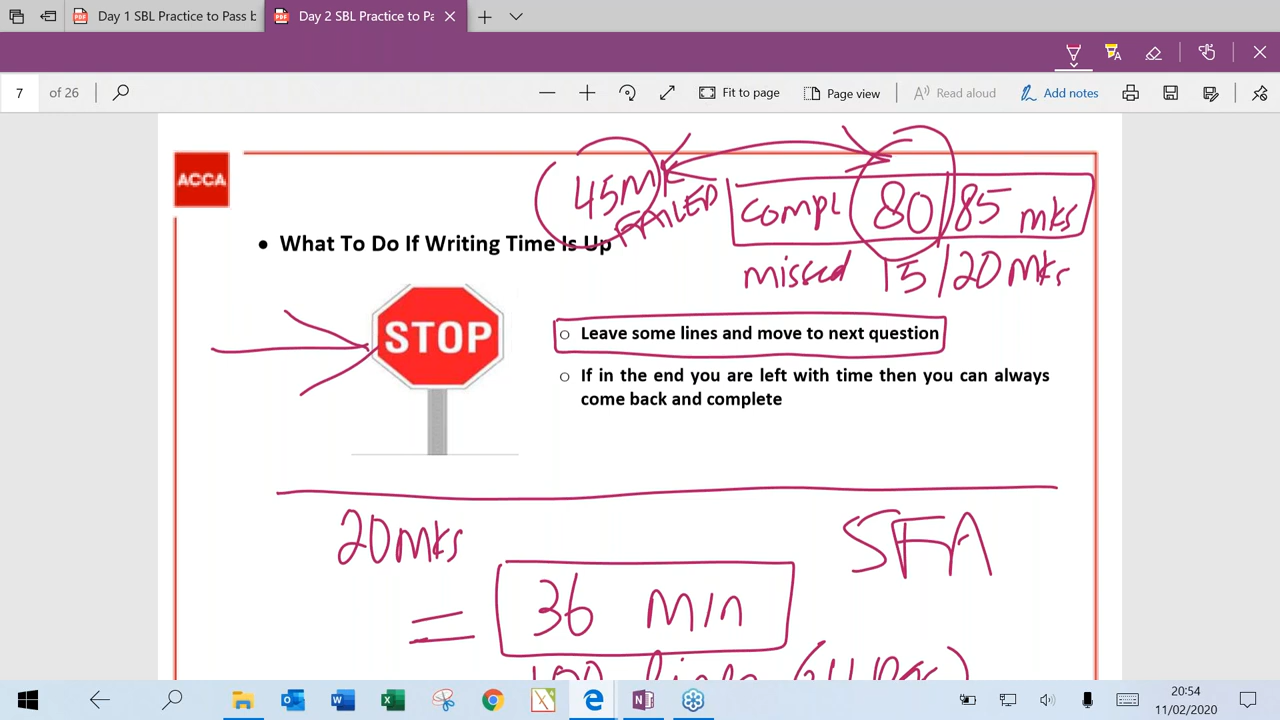 Day 1 SBL Practice to Pass b
Day 2 SBL Practice to Pa
7 of 26
Fit to page
Page view
Read aloud
Add notes
45Mk
FAILED
compl 80/85 mks
missed 15/20 Mks
ACCA
• What To Do If Writing Time Is Up
STOP
o Leave some lines and move to next question
o If in the end you are left with time then you can always
come back and complete
20 mks
SFA
= 36 Min
20:54
11/02/2020